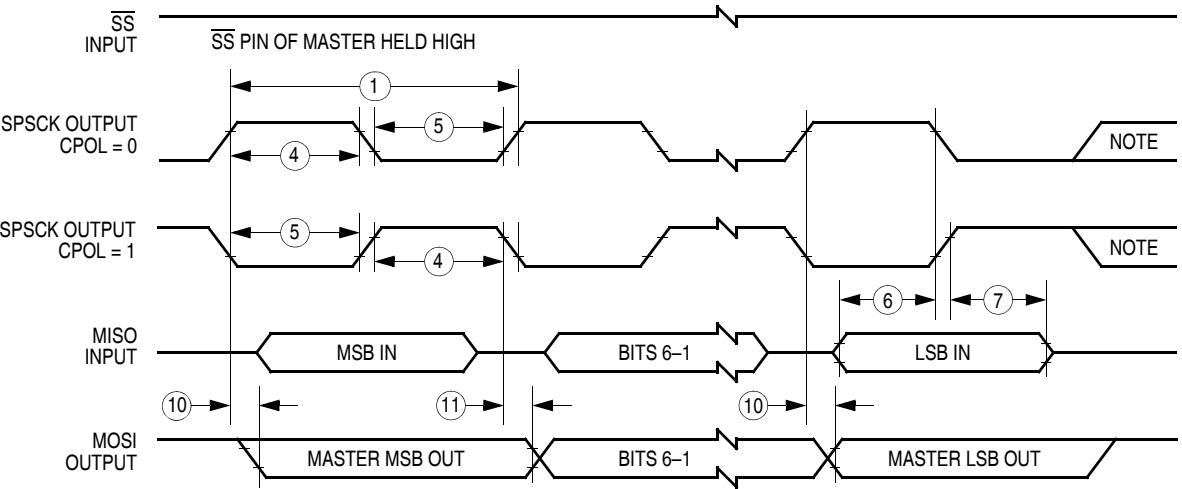 SS
INPUT
SS PIN OF MASTER HELD HIGH
1
SPSCK OUTPUT
CPOL = 0
5
4
NOTE
SPSCK OUTPUT
CPOL = 1
5
4
NOTE
6
7
MISO
INPUT
MSB IN
BITS 6–1
LSB IN
10
11
10
MOSI
OUTPUT
MASTER MSB OUT
BITS 6–1
MASTER LSB OUT